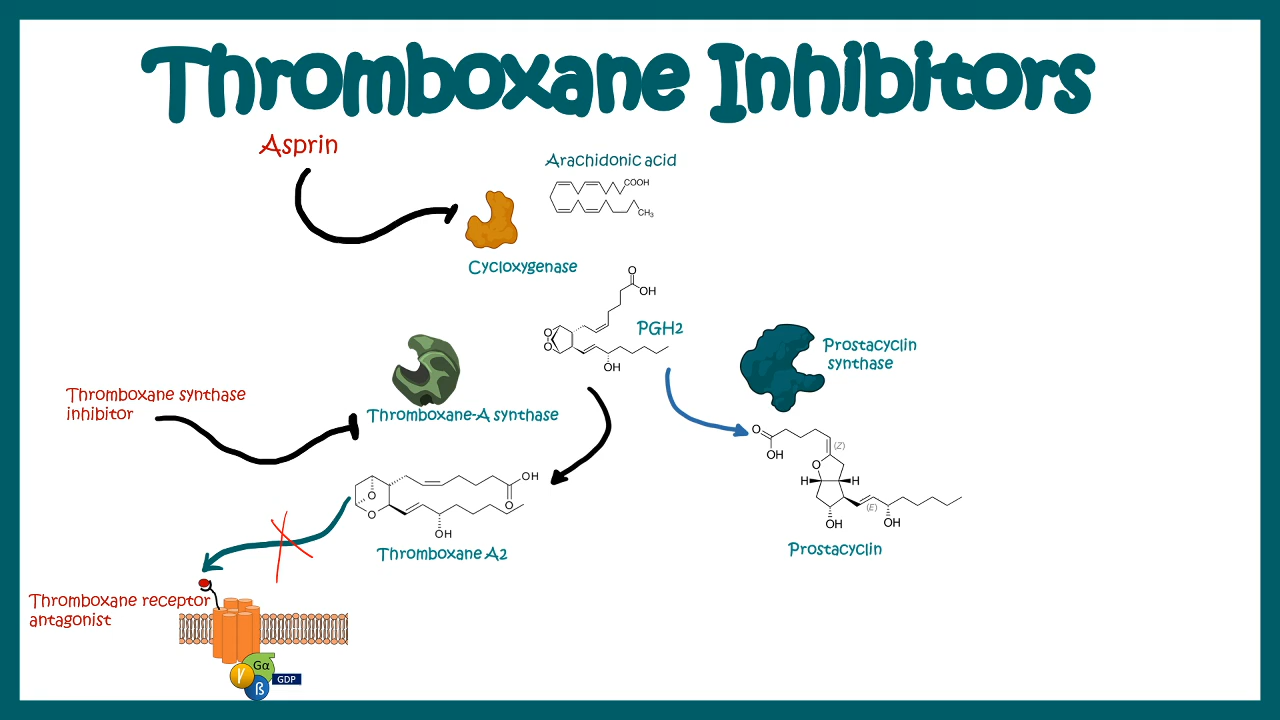 Thromboxane Inhibitors
Asprin
Arachidonic acid
COOH
CH₃
Cycloxygenase
O
OH
PGH2
O
O
OH
Prostacyclin
synthase
Thromboxane synthase
inhibitor
Thromboxane-A synthase
O
OH
(Z)
O
H
H
(E)
OH
OH
Prostacyclin
OH
O
O
O
OH
Thromboxane A2
Thromboxane receptor
antagonist
Gα
γ
ß
GDP